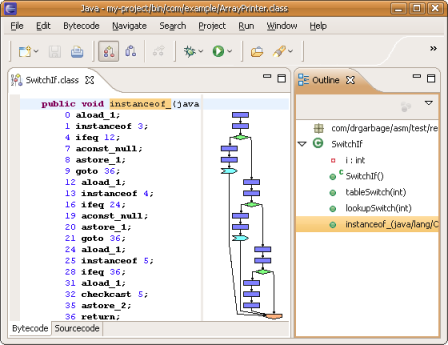 Java - my-project/bin/com/example/ArrayPrinter.class
File Edit Bytecode Navigate Search Project Run Window Help
SwitchIf.class
public void instanceof_(java
0 aload_1;
1 instanceof 3;
4 ifeq 12;
7 aconst_null;
8 astore_1;
9 goto 36;
12 aload_1;
13 instanceof 4;
16 ifeq 24;
19 aconst_null;
20 astore_1;
21 goto 36;
24 aload_1;
25 instanceof 5;
28 ifeq 36;
31 aload_1;
32 checkcast 5;
35 astore_2;
36 return;
Bytecode Sourcecode
Outline
com/drgarbage/asm/test/re
SwitchIf
i : int
SwitchIf()
tableSwitch(int)
lookupSwitch(int)
instanceof_(java/lang/O